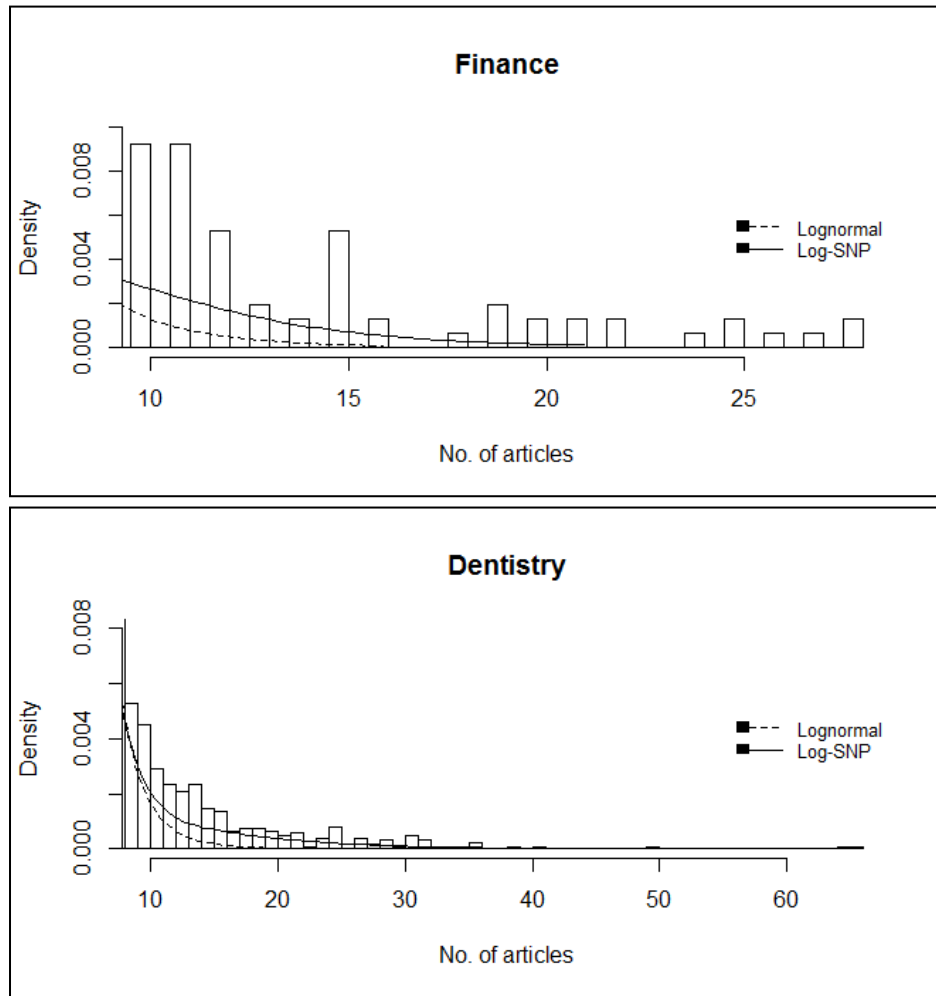 Finance
0.008
0.004
0.000
Density
Lognormal
Log-SNP
10 15 20 25
No. of articles
Dentistry
0.008
0.004
0.000
Density
Lognormal
Log-SNP
10 20 30 40 50 60
No. of articles